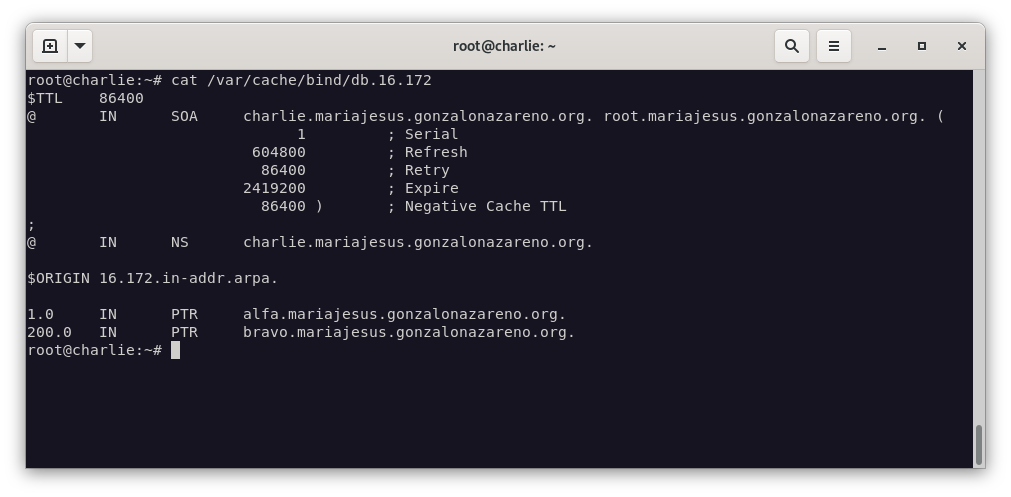 root@charlie: ~
root@charlie:~# cat /var/cache/bind/db.16.172
$TTL    86400
@       IN      SOA     charlie.mariajesus.gonzalonazareno.org. root.mariajesus.gonzalonazareno.org. (
                              1         ; Serial
                         604800         ; Refresh
                          86400         ; Retry
                        2419200         ; Expire
                          86400 )       ; Negative Cache TTL
;
@       IN      NS      charlie.mariajesus.gonzalonazareno.org.
$ORIGIN 16.172.in-addr.arpa.
1.0     IN      PTR     alfa.mariajesus.gonzalonazareno.org.
200.0   IN      PTR     bravo.mariajesus.gonzalonazareno.org.
root@charlie:~#